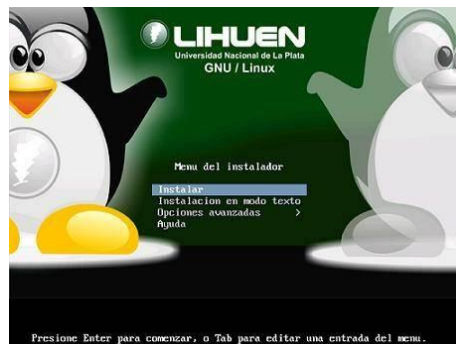 LIHUEN
Universidad Nacional de La Plata
GNU / Linux
Menu del instalador
Instalar
Instalacion en modo texto
Opciones avanzadas >
Ayuda
Presione Enter para comenzar, o Tab para editar una entrada del menu.